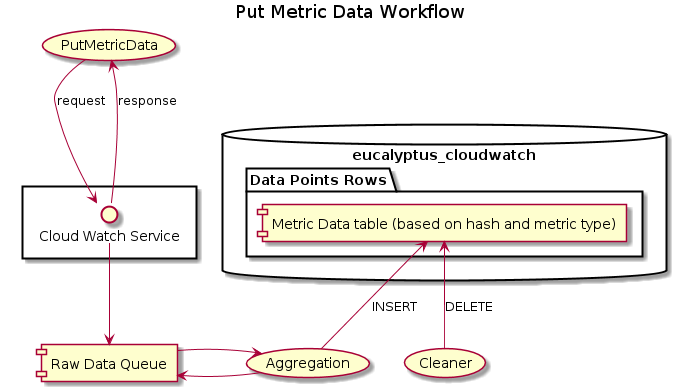 Put Metric Data Workflow
PutMetricData
request
response
eucalyptus_cloudwatch
Data Points Rows
Metric Data table (based on hash and metric type)
Cloud Watch Service
INSERT
DELETE
Raw Data Queue
Aggregation
Cleaner